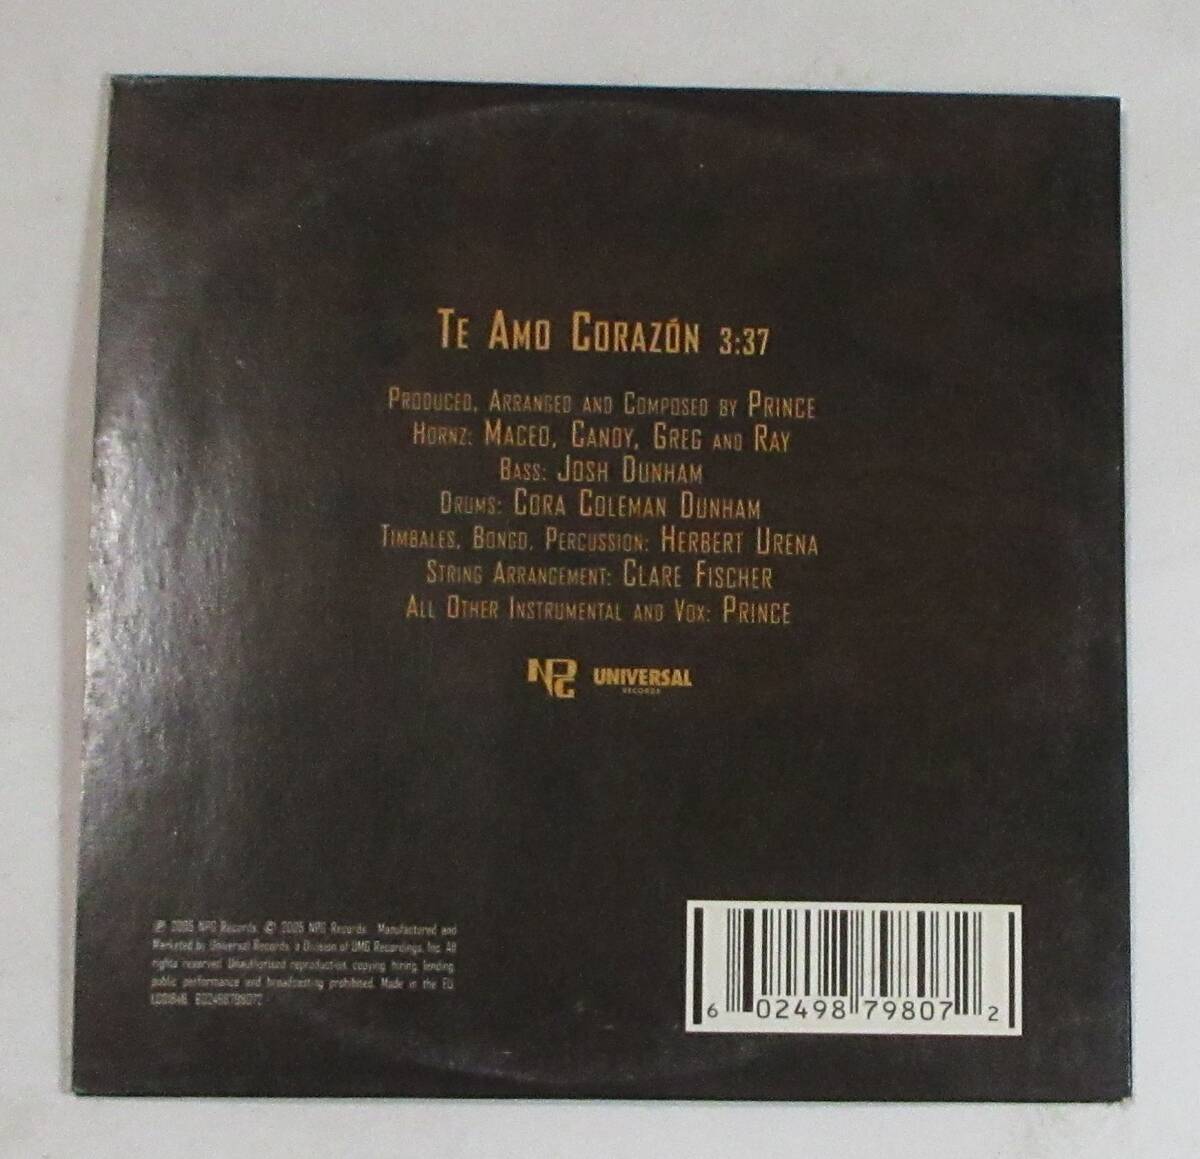 Te Amo Corazón 3:37
Produced, Arranged and Composed by Prince
Hornz: Maceo, Candy, Greg and Ray
Bass: Josh Dunham
Drums: Cora Coleman Dunham
Timbales, Bongo, Percussion: Herbert Urena
String Arrangement: Clare Fischer
All Other Instrumental and Vox: Prince
NPG UNIVERSAL
RECORDS
℗ 2005 NPG Records. © 2005 NPG Records. Manufactured and
Marketed by Universal Records, a Division of UMG Recordings, Inc. All
rights reserved. Unauthorised reproduction, copying, hiring, lending,
public performance and broadcasting prohibited. Made in the EU.
602498798072
6 02498 79807 2